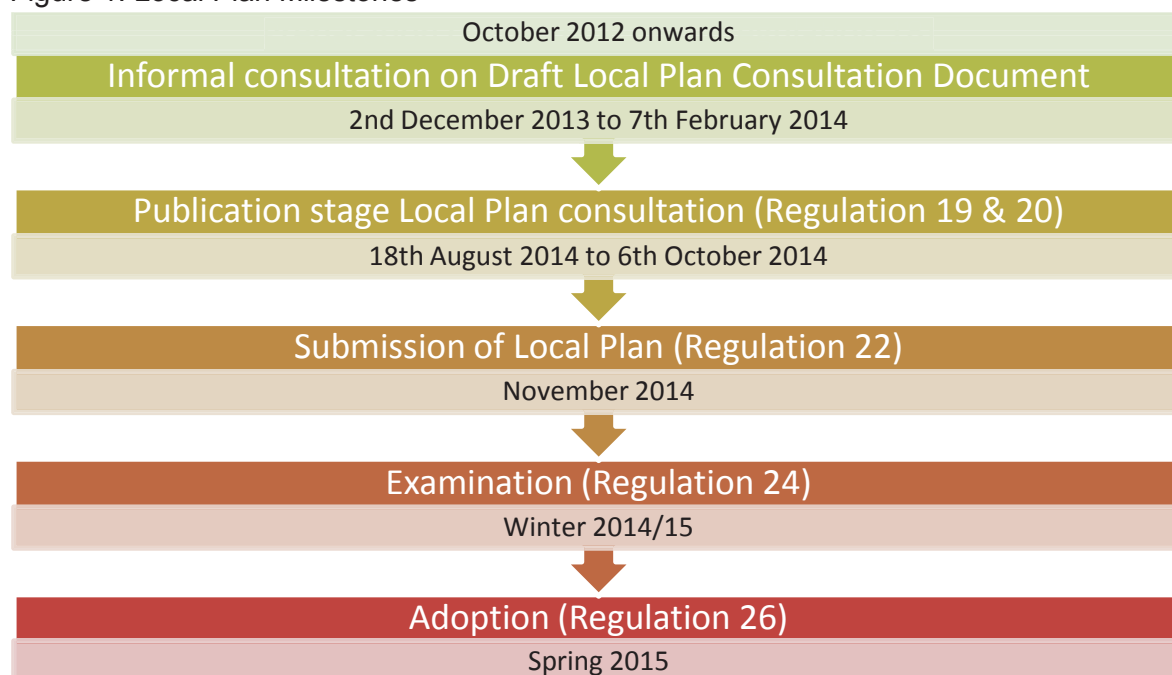 October 2012 onwards
Informal consultation on Draft Local Plan Consultation Document
2nd December 2013 to 7th February 2014
Publication stage Local Plan consultation (Regulation 19 & 20)
18th August 2014 to 6th October 2014
Submission of Local Plan (Regulation 22)
November 2014
Examination (Regulation 24)
Winter 2014/15
Adoption (Regulation 26)
Spring 2015